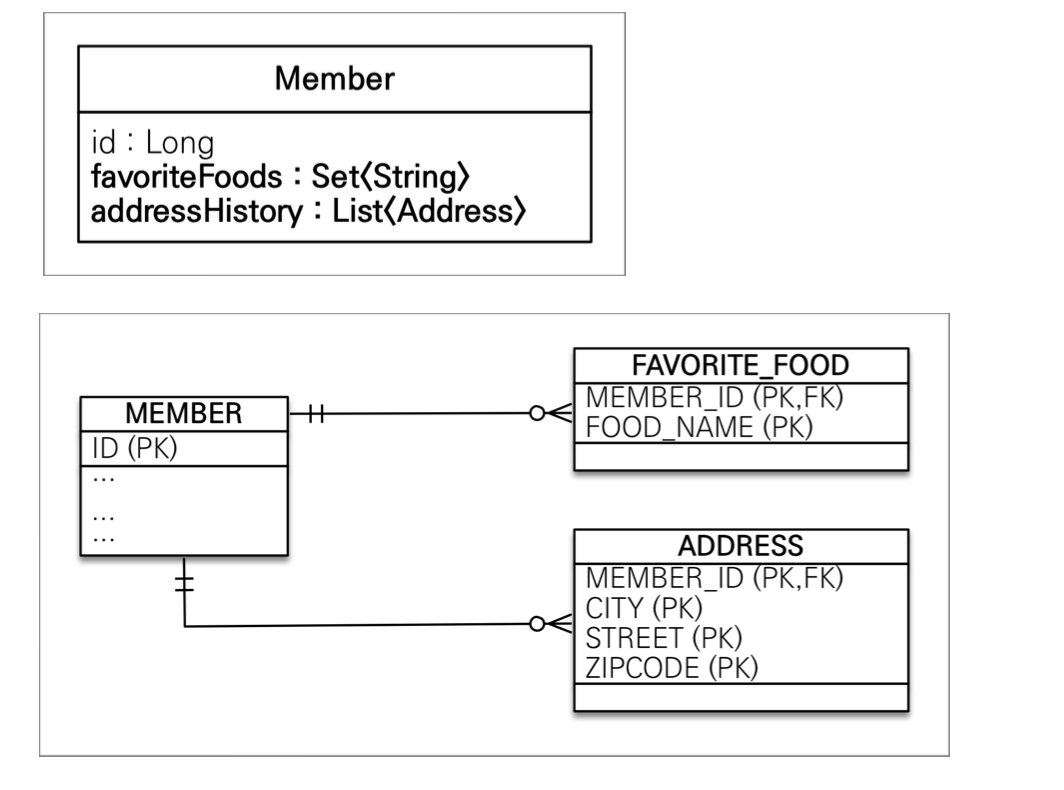 Member
id : Long
favoriteFoods : Set〈String〉
addressHistory : List〈Address〉
FAVORITE_FOOD
MEMBER_ID (PK,FK)
FOOD_NAME (PK)
MEMBER
ID (PK)
...
...
...
ADDRESS
MEMBER_ID (PK,FK)
CITY (PK)
STREET (PK)
ZIPCODE (PK)